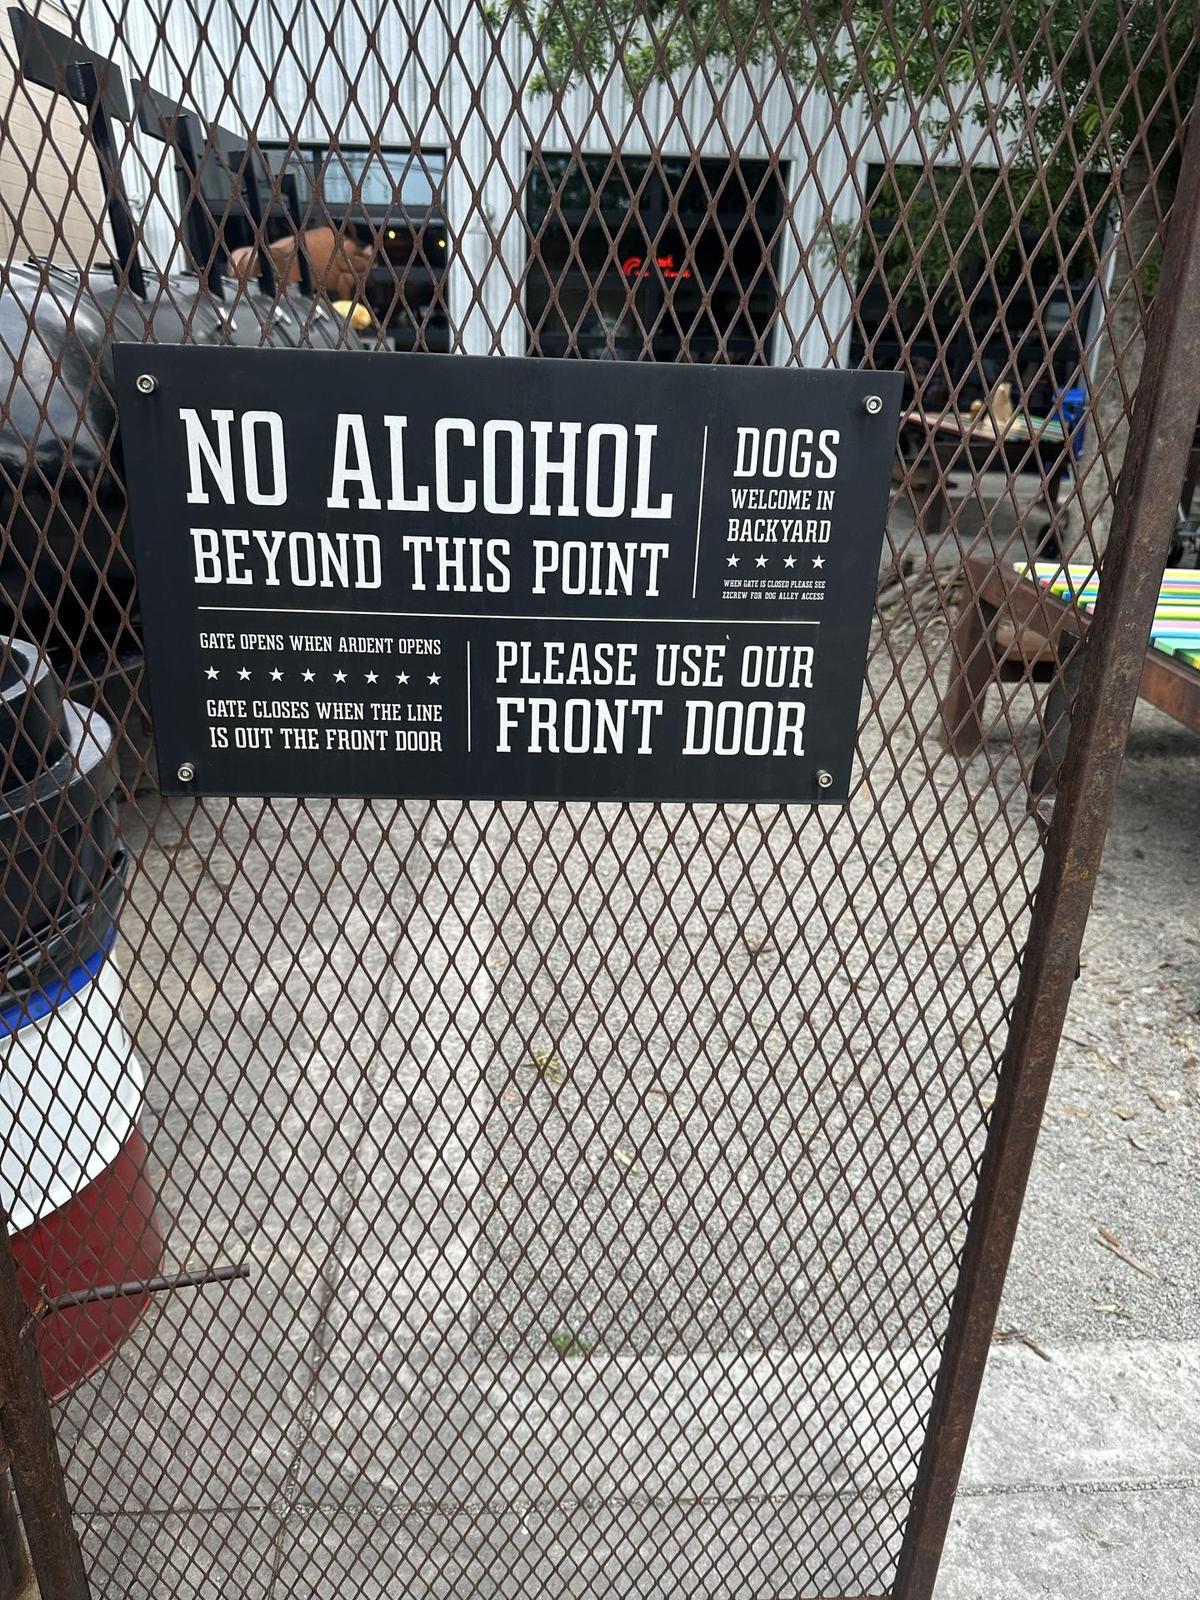 NO ALCOHOL
BEYOND THIS POINT
DOGS
WELCOME IN
BACKYARD
★ ★ ★ ★
WHEN GATE IS CLOSED PLEASE SEE
ZZCREW FOR DOG ALLEY ACCESS
GATE OPENS WHEN ARDENT OPENS
★ ★ ★ ★ ★ ★ ★ ★
GATE CLOSES WHEN THE LINE
IS OUT THE FRONT DOOR
PLEASE USE OUR
FRONT DOOR